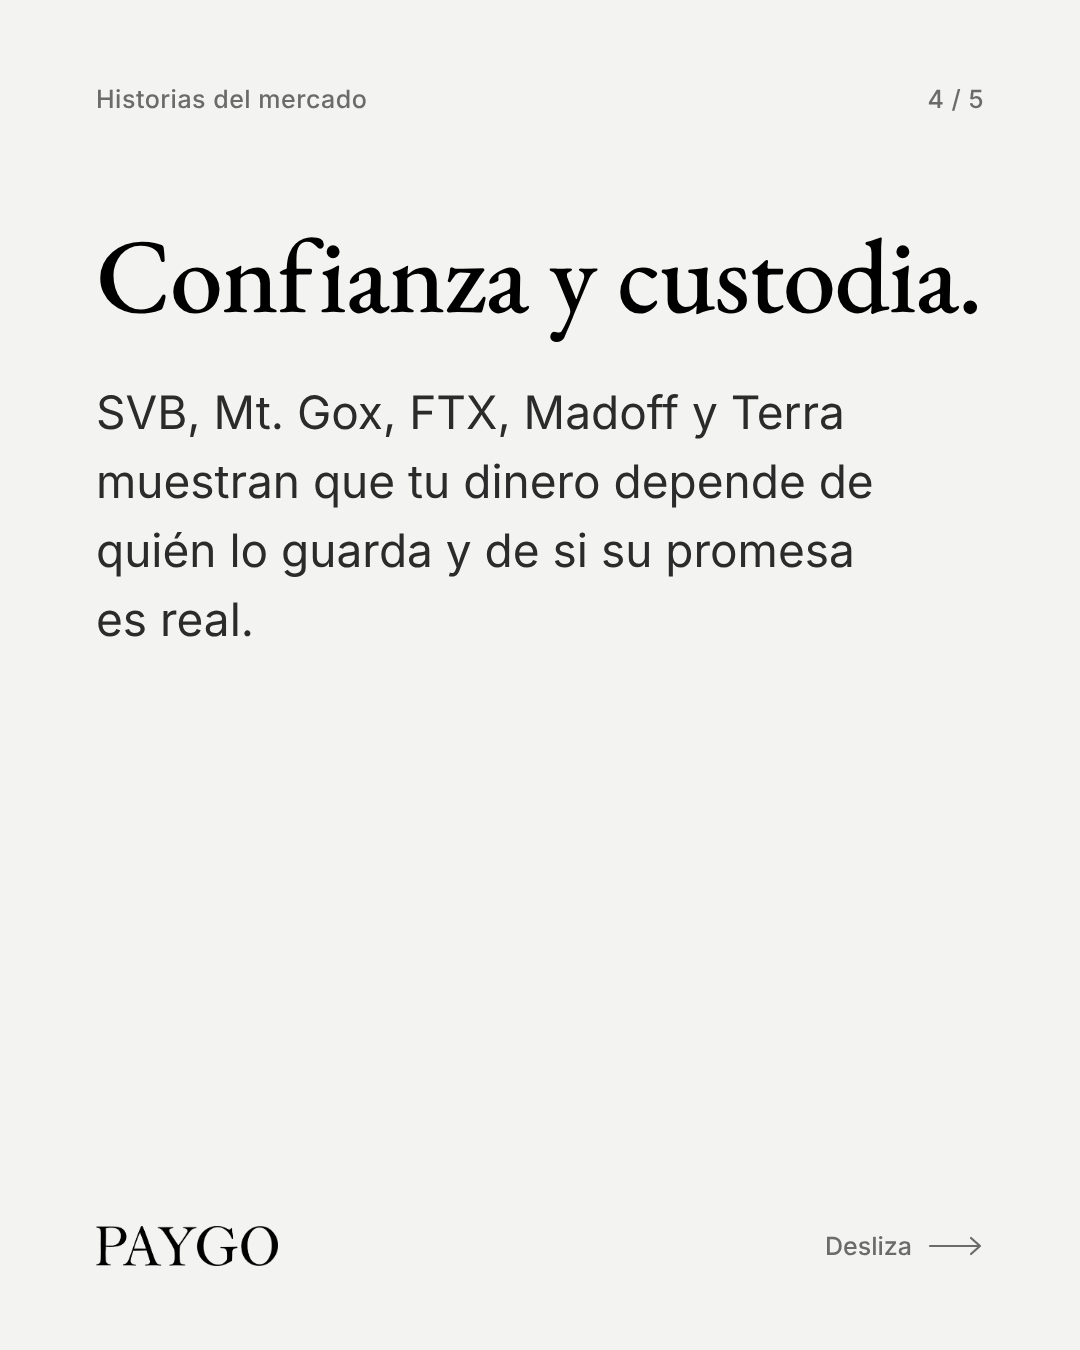 Historias del mercado
4 / 5
Confianza y custodia.
SVB, Mt. Gox, FTX, Madoff y Terra
muestran que tu dinero depende de
quién lo guarda y de si su promesa
es real.
PAYGO
Desliza